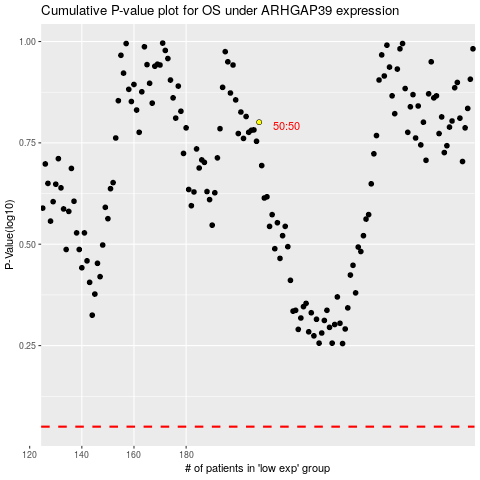 Cumulative P-value plot for OS under ARHGAP39 expression
P-Value(log10)
1.00
0.75
0.50
0.25
50:50
120 140 160 180
# of patients in 'low exp' group